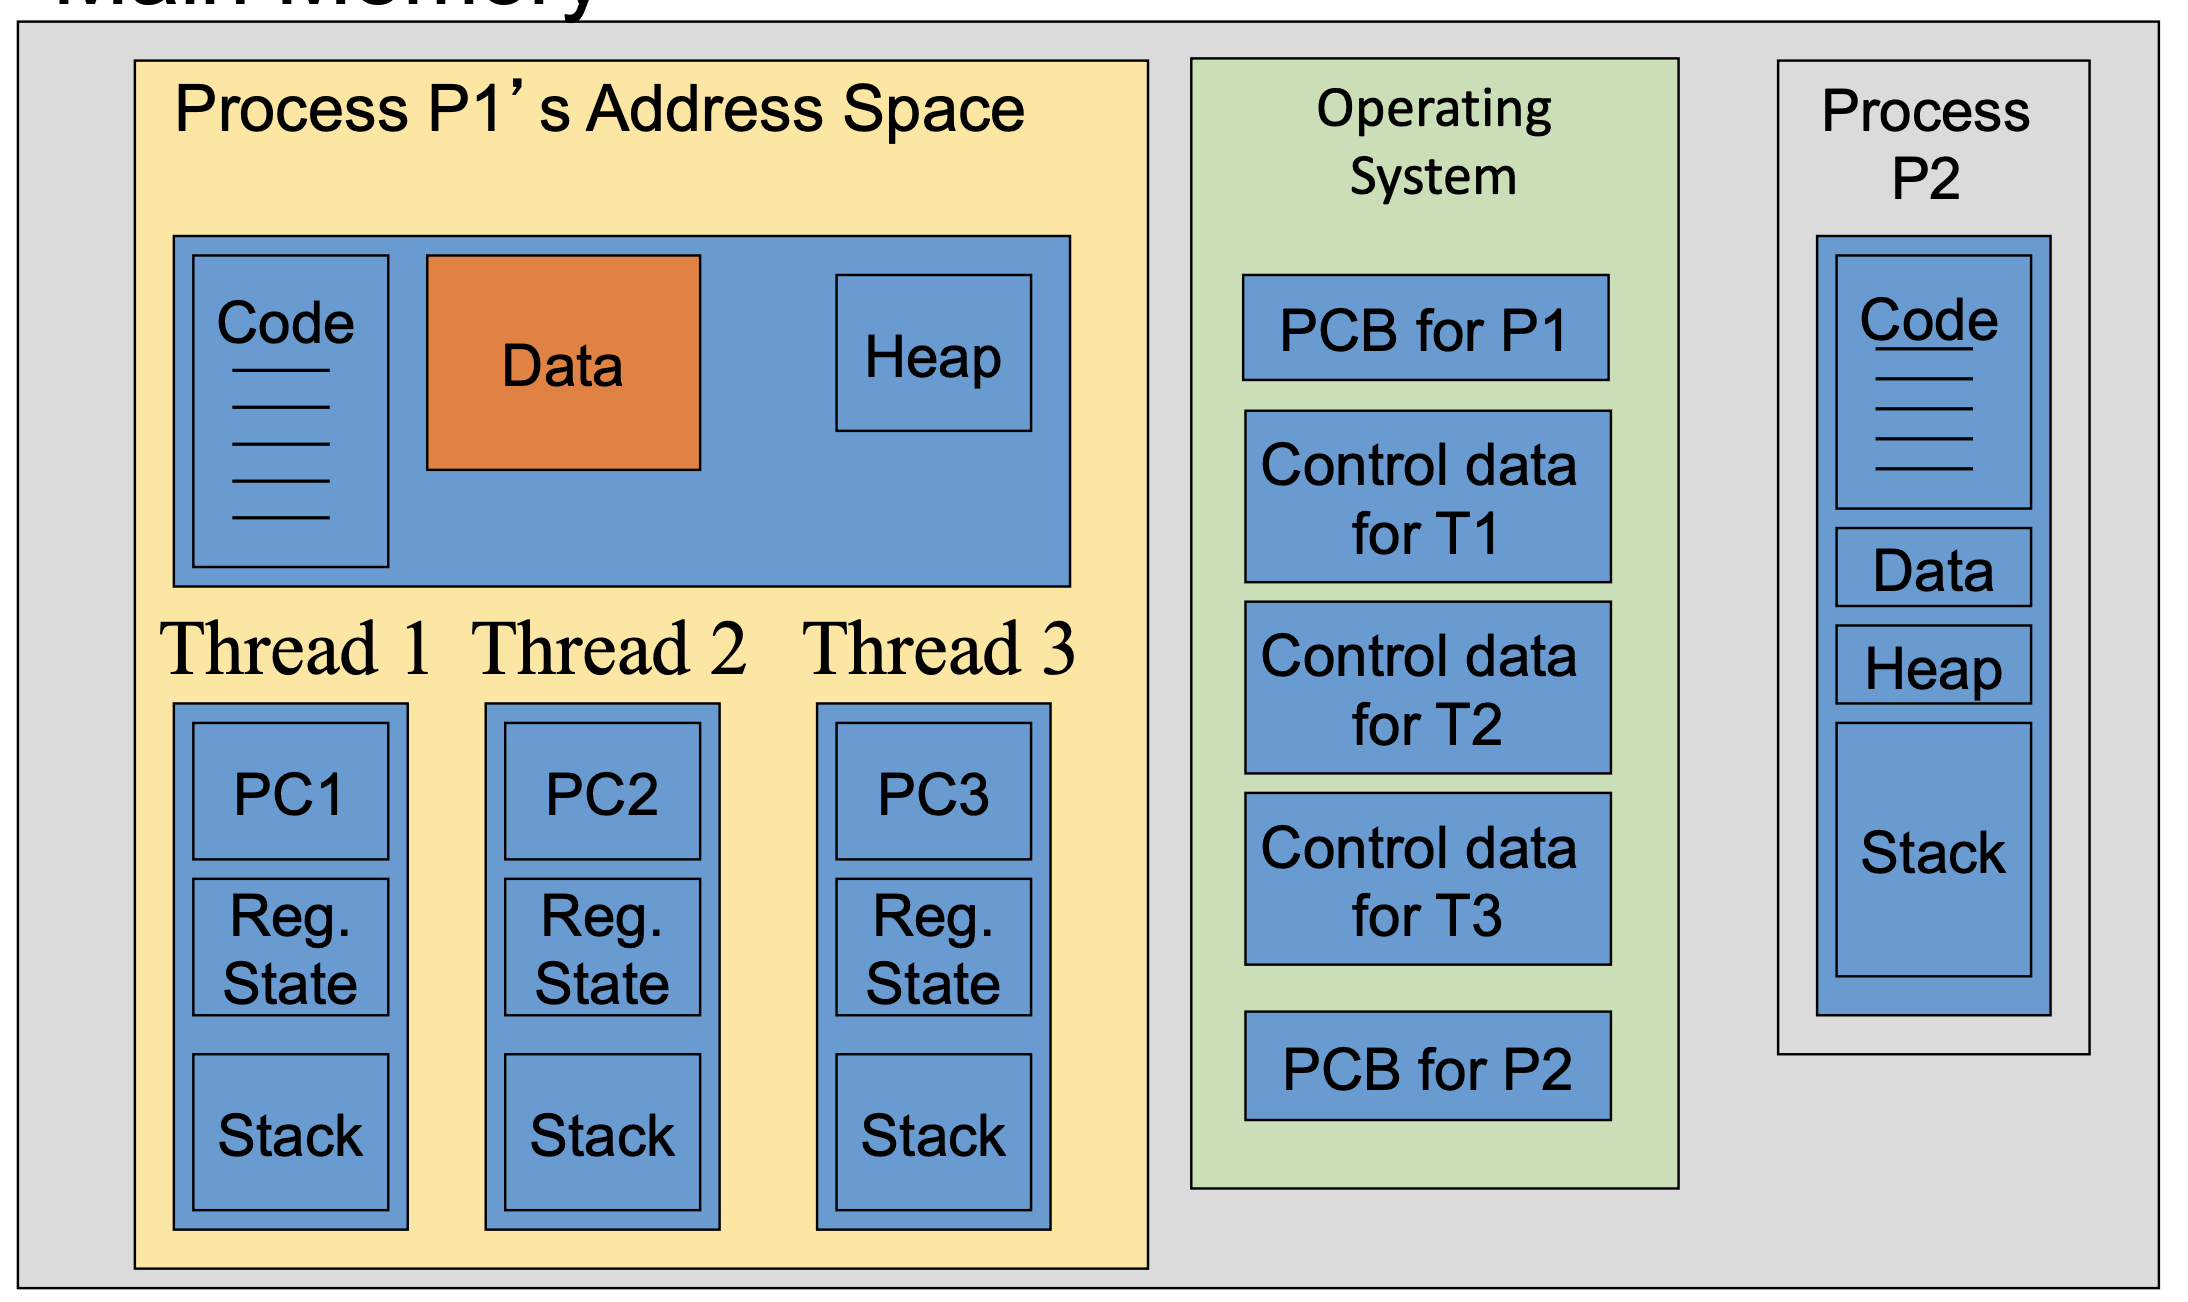 Main Memory
Process P1’s Address Space
Code
Data
Heap
Thread 1
Thread 2
Thread 3
PC1
Reg.
State
Stack
PC2
Reg.
State
Stack
PC3
Reg.
State
Stack
Operating
System
PCB for P1
Control data
for T1
Control data
for T2
Control data
for T3
PCB for P2
Process
P2
Code
Data
Heap
Stack